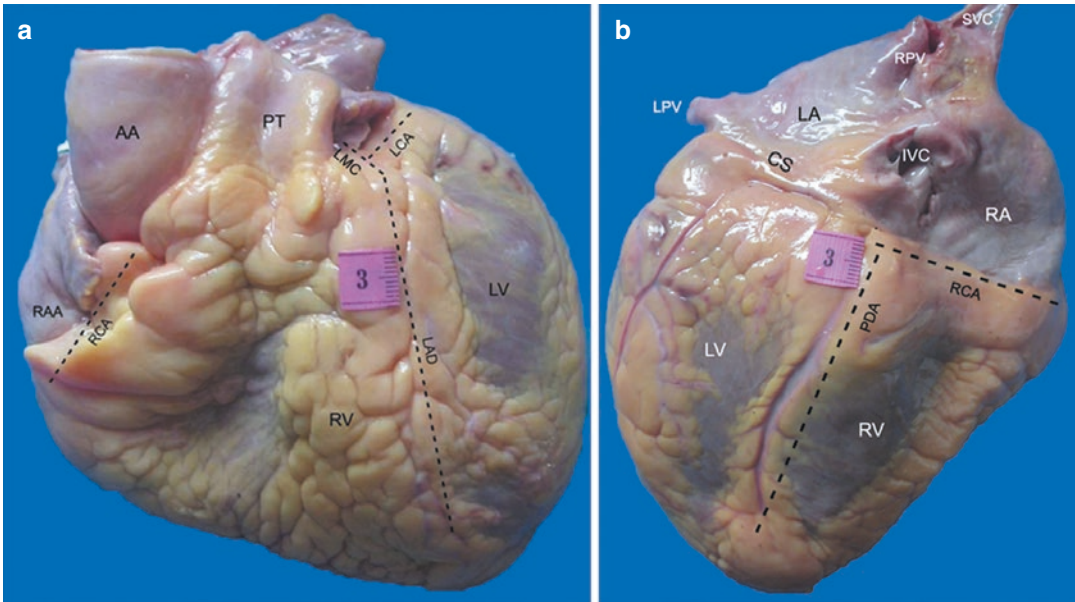 a
AA
PT
LMC
LCA
RAA
RCA
3
LV
LAD
RV
b
SVC
RPV
LPV
LA
CS
IVC
RA
3
RCA
PDA
LV
RV